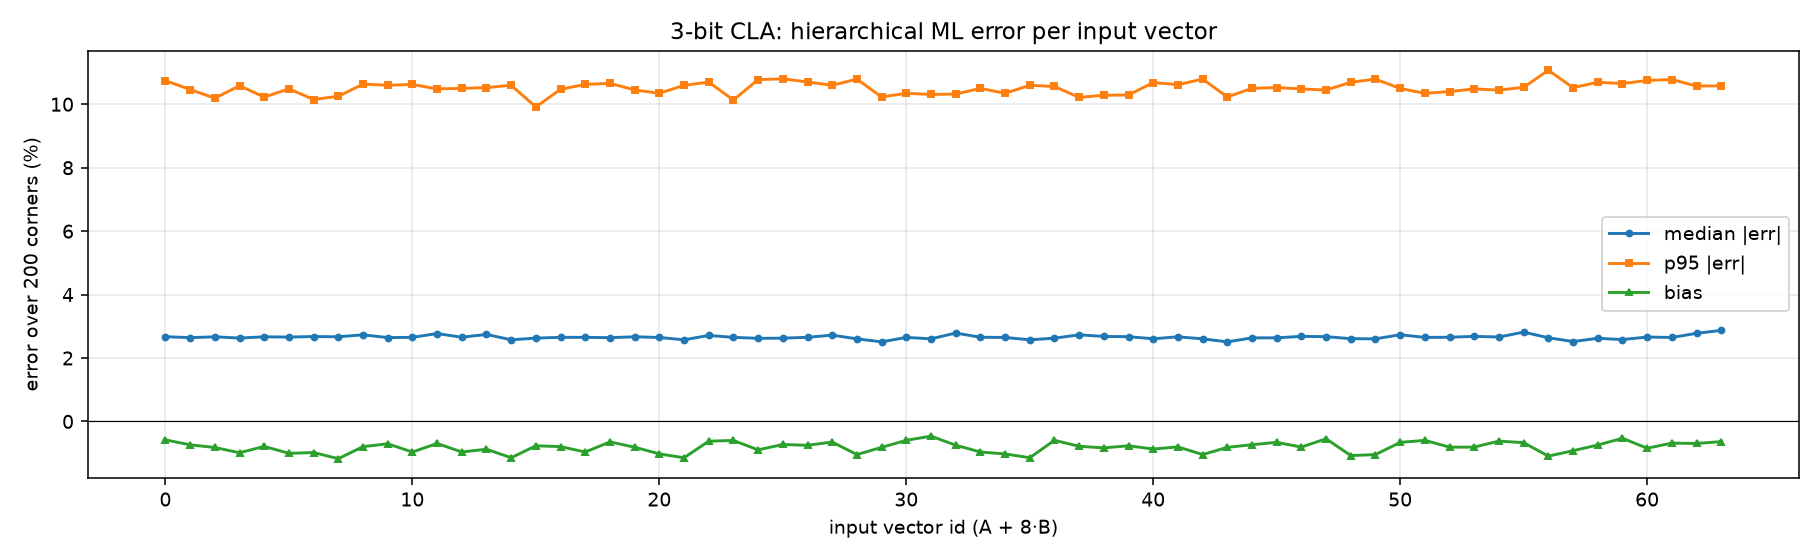 3-bit CLA: hierarchical ML error per input vector
error over 200 corners (%)
10
8
6
4
2
0
median |err|
p95 |err|
bias
0 10 20 30 40 50 60
input vector id (A + 8·B)